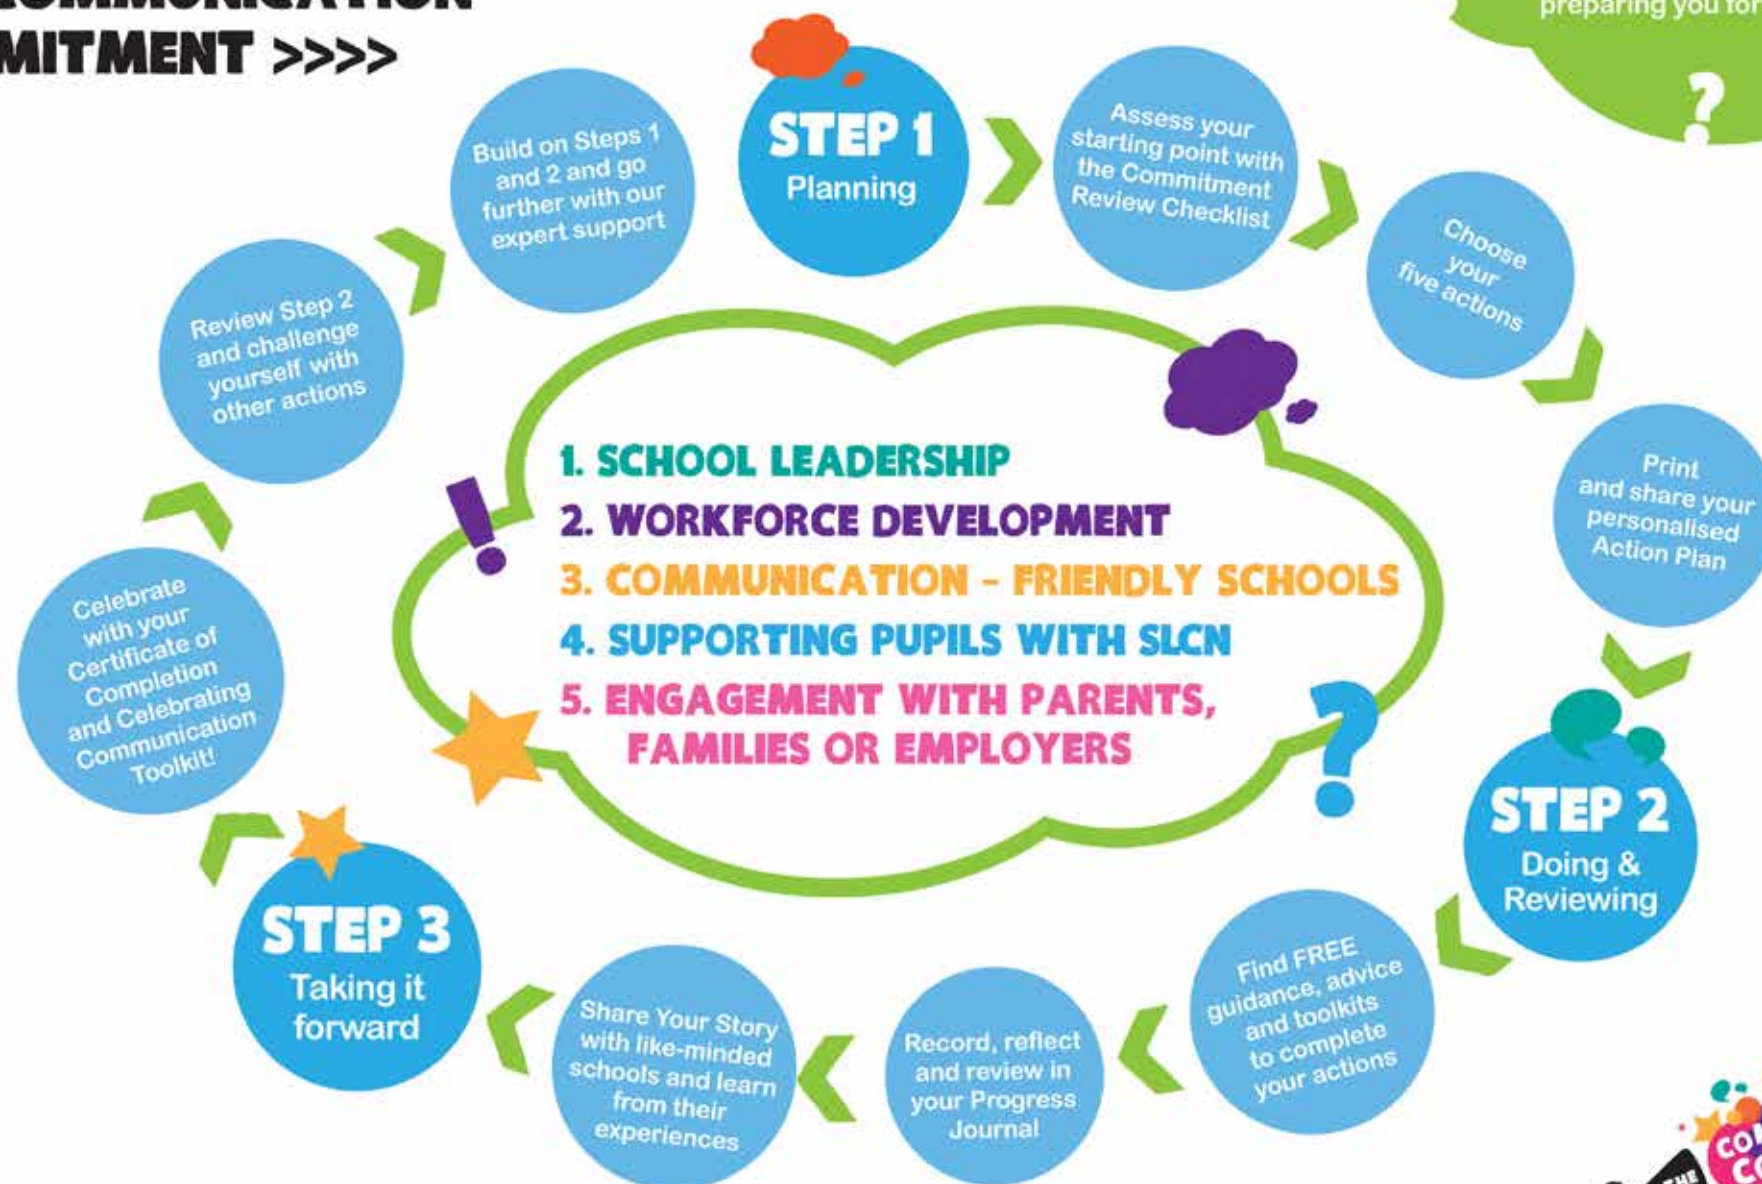 MITMENT >>>>
preparing you for
?
STEP 1
Planning
Assess your
starting point with
the Commitment
Review Checklist
Choose
your
five actions
Print
and share your
personalised
Action Plan
STEP 2
Doing &
Reviewing
Find FREE
guidance, advice
and toolkits
to complete
your actions
Record, reflect
and review in
your Progress
Journal
Share Your Story
with like-minded
schools and learn
from their
experiences
STEP 3
Taking it
forward
Celebrate
with your
Certificate of
Completion
and Celebrating
Communication
Toolkit!
Review Step 2
and challenge
yourself with
other actions
Build on Steps 1
and 2 and go
further with our
expert support
!
1. SCHOOL LEADERSHIP
2. WORKFORCE DEVELOPMENT
3. COMMUNICATION - FRIENDLY SCHOOLS
4. SUPPORTING PUPILS WITH SLCN
5. ENGAGEMENT WITH PARENTS,
FAMILIES OR EMPLOYERS
?
THE